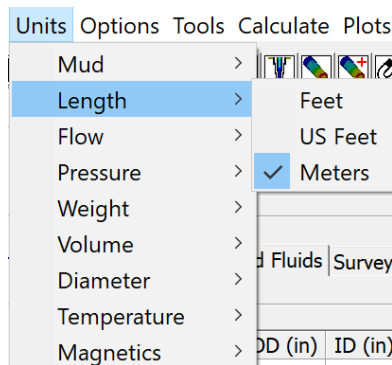 Units Options Tools Calculate Plots
Mud
Length
Feet
Flow
US Feet
Pressure
Meters
Weight
Volume
d Fluids Survey
Diameter
Temperature
OD (in) ID (in)
Magnetics